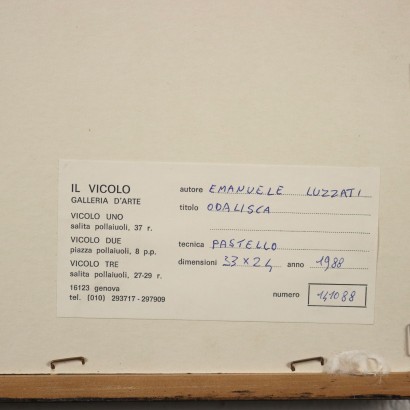 IL VICOLO
GALLERIA D'ARTE
VICOLO UNO
salita pollaiuoli, 37 r.
VICOLO DUE
piazza pollaiuoli, 8 p.p.
VICOLO TRE
salita pollaiuoli, 27-29 r.
16123 genova
tel. (010) 293717 - 297909
autore EMANUELE LUZZATI
titolo ODALISCA
tecnica PASTELLO
dimensioni 33 x 24 anno 1988
numero 141088